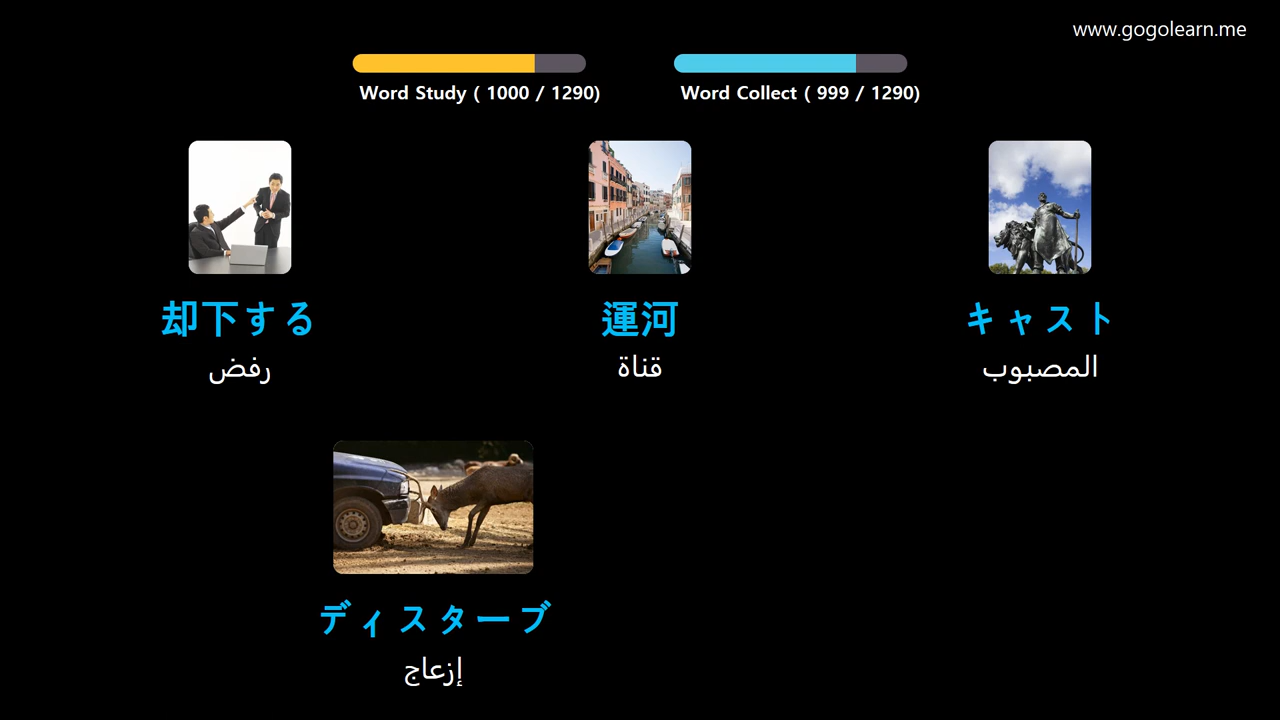 www.gogolearn.me
Word Study ( 1000 / 1290)
Word Collect ( 999 / 1290)
却下する
運河
キャスト
رفض
قناة
المصبوب
ディスターブ
إزعاج